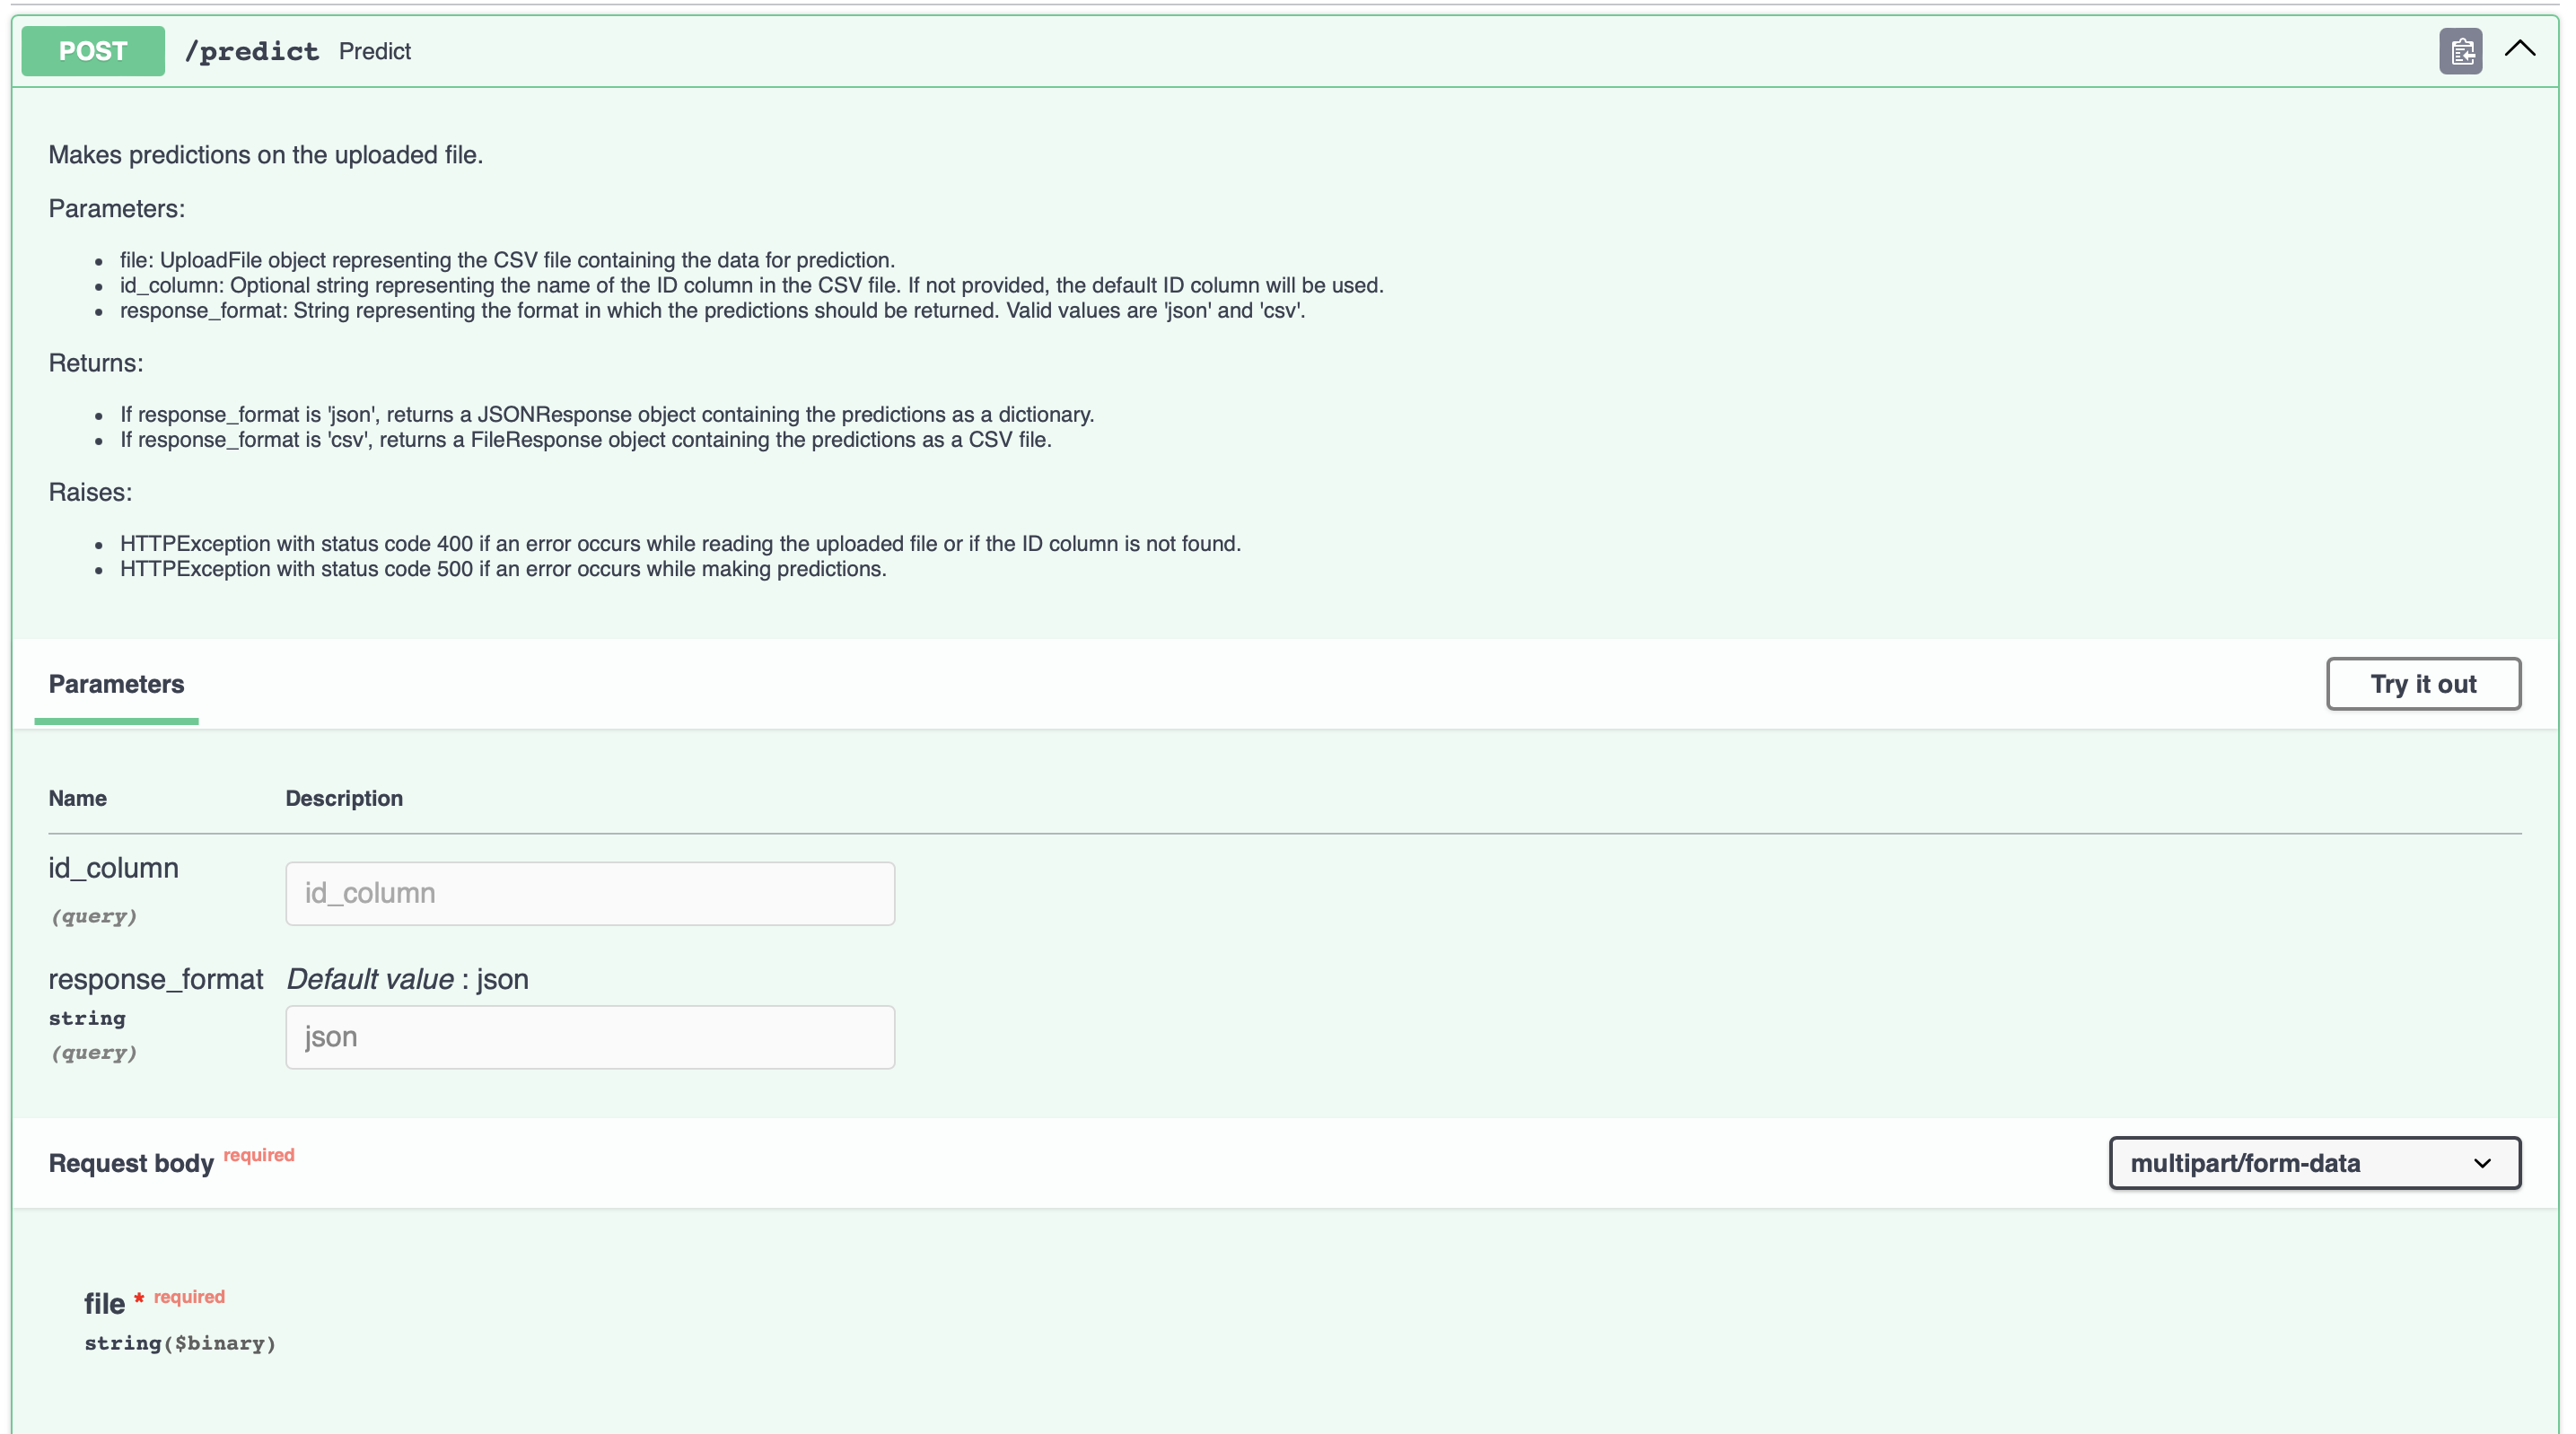 POST /predict Predict
Makes predictions on the uploaded file.
Parameters:
• file: UploadFile object representing the CSV file containing the data for prediction.
• id_column: Optional string representing the name of the ID column in the CSV file. If not provided, the default ID column will be used.
• response_format: String representing the format in which the predictions should be returned. Valid values are 'json' and 'csv'.
Returns:
• If response_format is 'json', returns a JSONResponse object containing the predictions as a dictionary.
• If response_format is 'csv', returns a FileResponse object containing the predictions as a CSV file.
Raises:
• HTTPException with status code 400 if an error occurs while reading the uploaded file or if the ID column is not found.
• HTTPException with status code 500 if an error occurs while making predictions.
Parameters
Try it out
Name Description
id_column
id_column
(query)
response_format Default value : json
string
json
(query)
Request body required
multipart/form-data
file * required
string($binary)